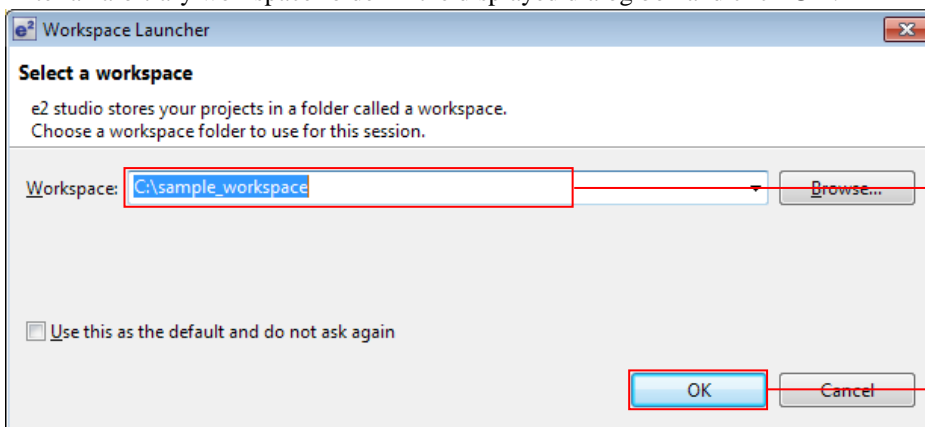 e² Workspace Launcher
Select a workspace
e2 studio stores your projects in a folder called a workspace.
Choose a workspace folder to use for this session.
Workspace: C:\sample_workspace Browse...
Use this as the default and do not ask again
OK Cancel